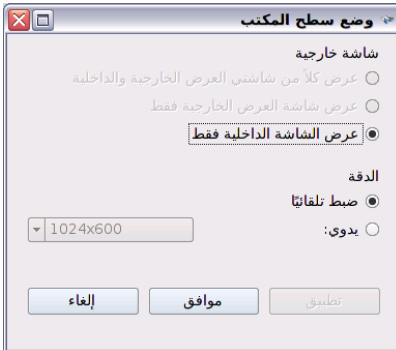 وضع سطح المكتب
شاشة خارجية
عرض كلاً من شاشتي العرض الخارجية والداخلية
عرض شاشة العرض الخارجية فقط
عرض الشاشة الداخلية فقط
الدقة
ضبط تلقائيًا
يدوي:
1024x600
تطبيق
موافق
إلغاء